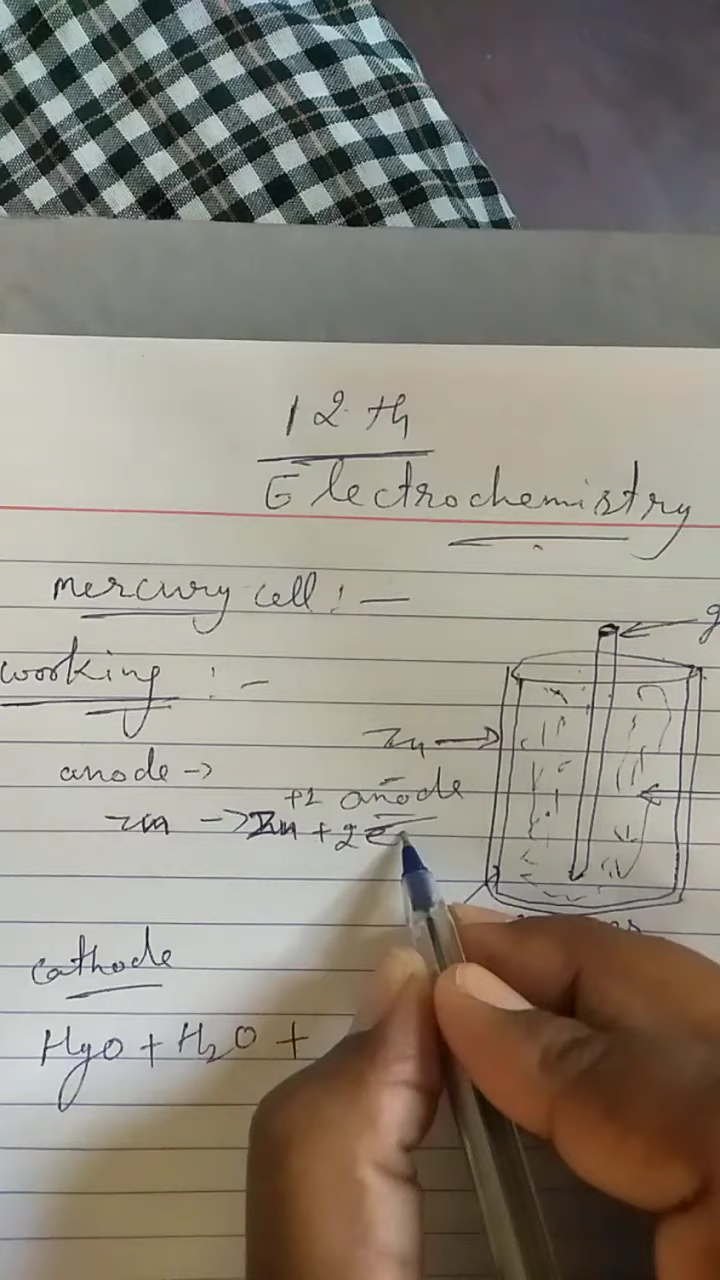 12th
Electrochemistry
mercury cell :-
working :-
anode →
Zn → Zn+2 + 2e-
Zn →
anode
cathode
HgO + H2O +